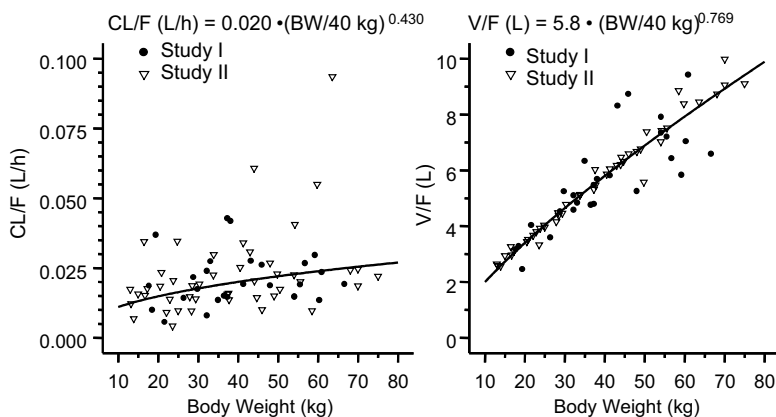 CL/F (L/h) = 0.020 •(BW/40 kg) 0.430
Study I
Study II
0.100
0.075
0.050
0.025
0.000
CL/F (L/h)
10 20 30 40 50 60 70 80
Body Weight (kg)
V/F (L) = 5.8 • (BW/40 kg)0.769
Study I
Study II
10
8
6
4
2
0
V/F (L)
10 20 30 40 50 60 70 80
Body Weight (kg)